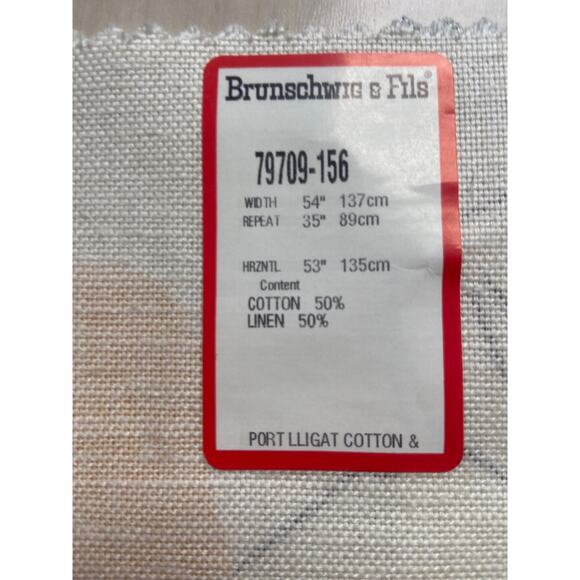 Brunschwig & Fils®
79709-156
WIDTH 54" 137cm
REPEAT 35" 89cm
HRZNTL 53" 135cm
Content
COTTON 50%
LINEN 50%
PORT LLIGAT COTTON &